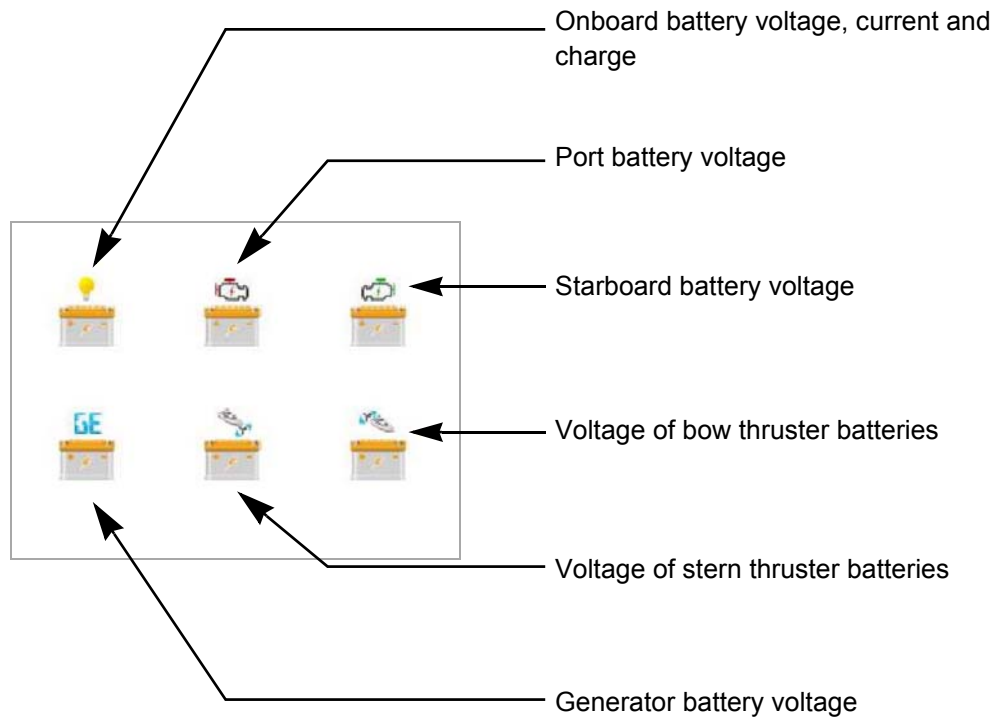 Onboard battery voltage, current and
charge
Port battery voltage
Starboard battery voltage
GE
Voltage of bow thruster batteries
Voltage of stern thruster batteries
Generator battery voltage